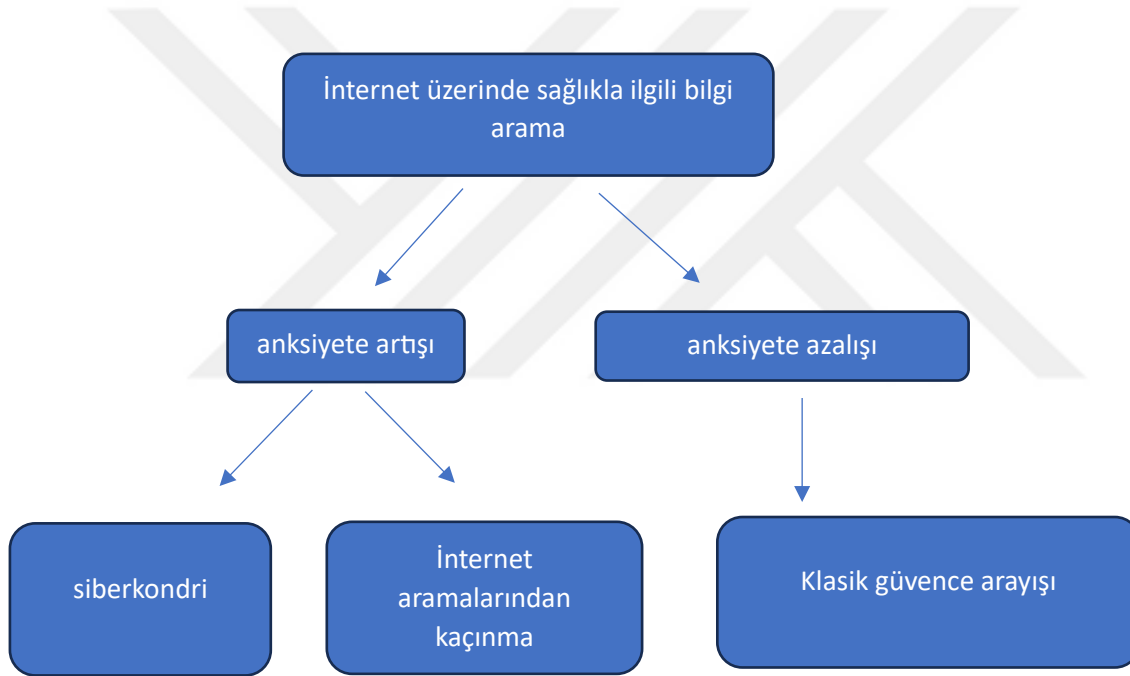 İnternet üzerinde sağlıkla ilgili bilgi
arama
anksiyete artışı
anksiyete azalışı
siberkondri
İnternet
aramalarından
kaçınma
Klasik güvence arayışı